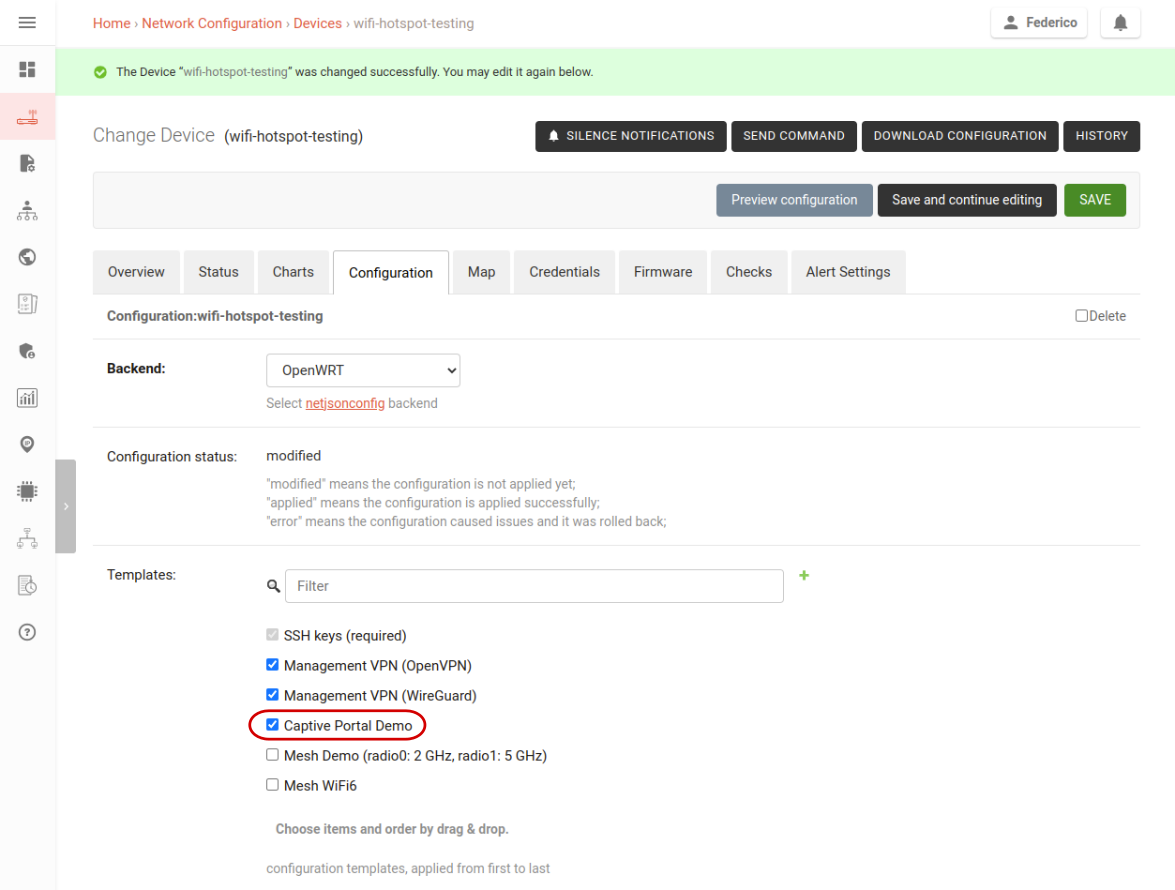 Home › Network Configuration › Devices › wifi-hotspot-testing
Federico
The Device “wifi-hotspot-testing” was changed successfully. You may edit it again below.
Change Device (wifi-hotspot-testing)
SILENCE NOTIFICATIONS
SEND COMMAND
DOWNLOAD CONFIGURATION
HISTORY
Preview configuration
Save and continue editing
SAVE
Overview
Status
Charts
Configuration
Map
Credentials
Firmware
Checks
Alert Settings
Configuration:wifi-hotspot-testing
Delete
Backend:
OpenWRT
Select netjsonconfig backend
Configuration status:
modified
"modified" means the configuration is not applied yet;
"applied" means the configuration is applied successfully;
"error" means the configuration caused issues and it was rolled back;
Templates:
Filter
SSH keys (required)
Management VPN (OpenVPN)
Management VPN (WireGuard)
Captive Portal Demo
Mesh Demo (radio0: 2 GHz, radio1: 5 GHz)
Mesh WiFi6
Choose items and order by drag & drop.
configuration templates, applied from first to last